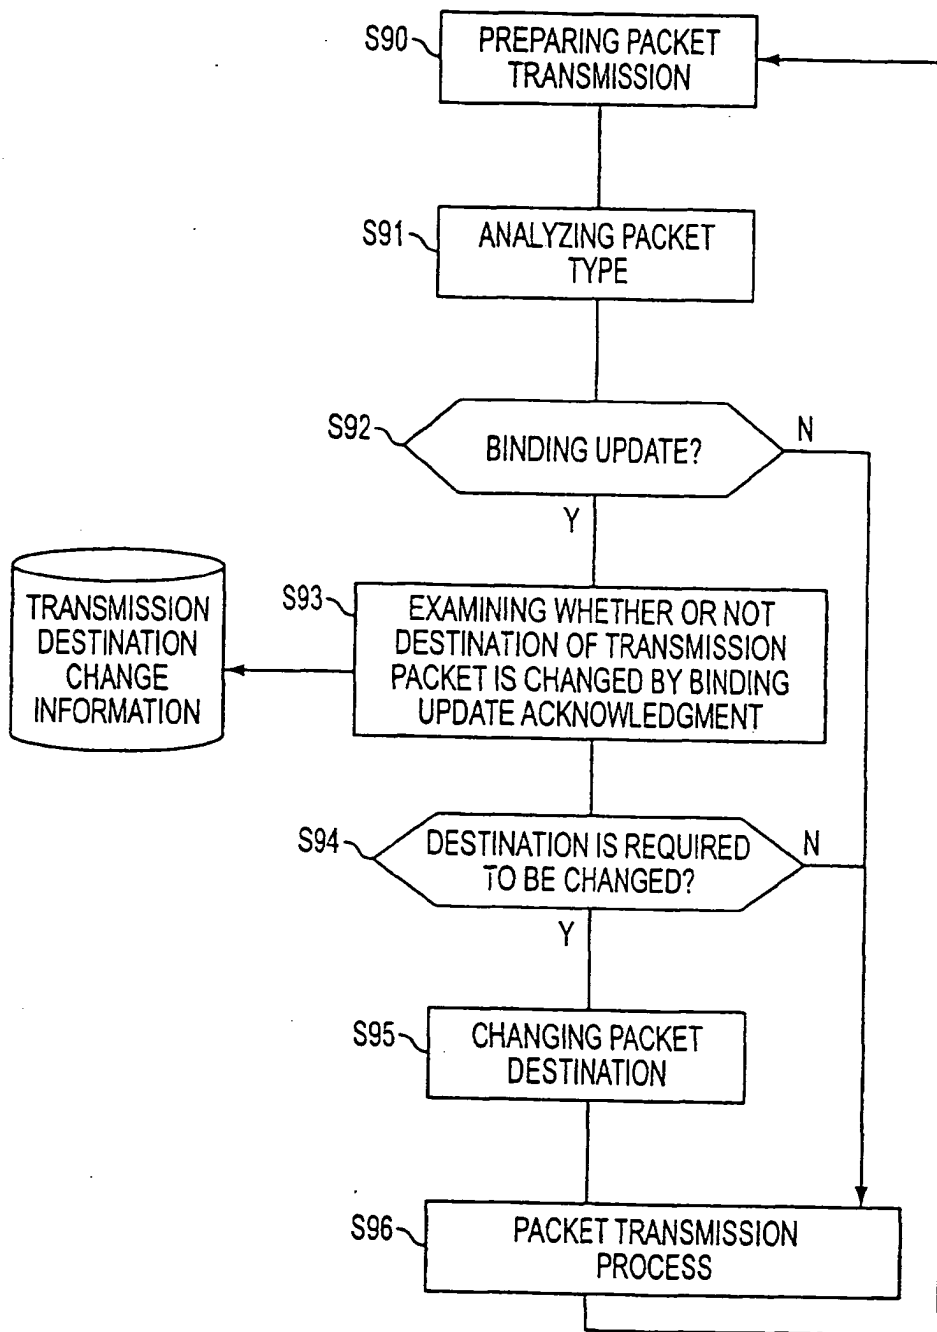 S90
PREPARING PACKET
TRANSMISSION
S91
ANALYZING PACKET
TYPE
S92
BINDING UPDATE?
N
Y
TRANSMISSION
DESTINATION
CHANGE
INFORMATION
S93
EXAMINING WHETHER OR NOT
DESTINATION OF TRANSMISSION
PACKET IS CHANGED BY BINDING
UPDATE ACKNOWLEDGMENT
S94
DESTINATION IS REQUIRED
TO BE CHANGED?
N
Y
S95
CHANGING PACKET
DESTINATION
S96
PACKET TRANSMISSION
PROCESS